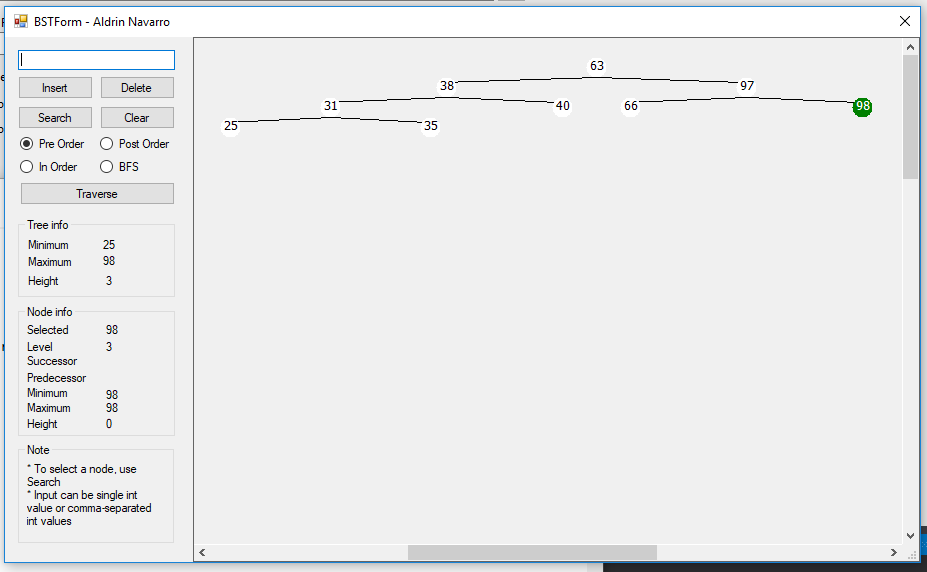 BSTForm - Aldrin Navarro
Insert Delete
Search Clear
Pre Order Post Order
In Order BFS
Traverse
Tree info
Minimum 25
Maximum 98
Height 3
Node info
Selected 98
Level 3
Successor
Predecessor
Minimum 98
Maximum 98
Height 0
Note
* To select a node, use
Search
* Input can be single int
value or comma-separated
int values
63
38 97
31 40 66 98
25 35